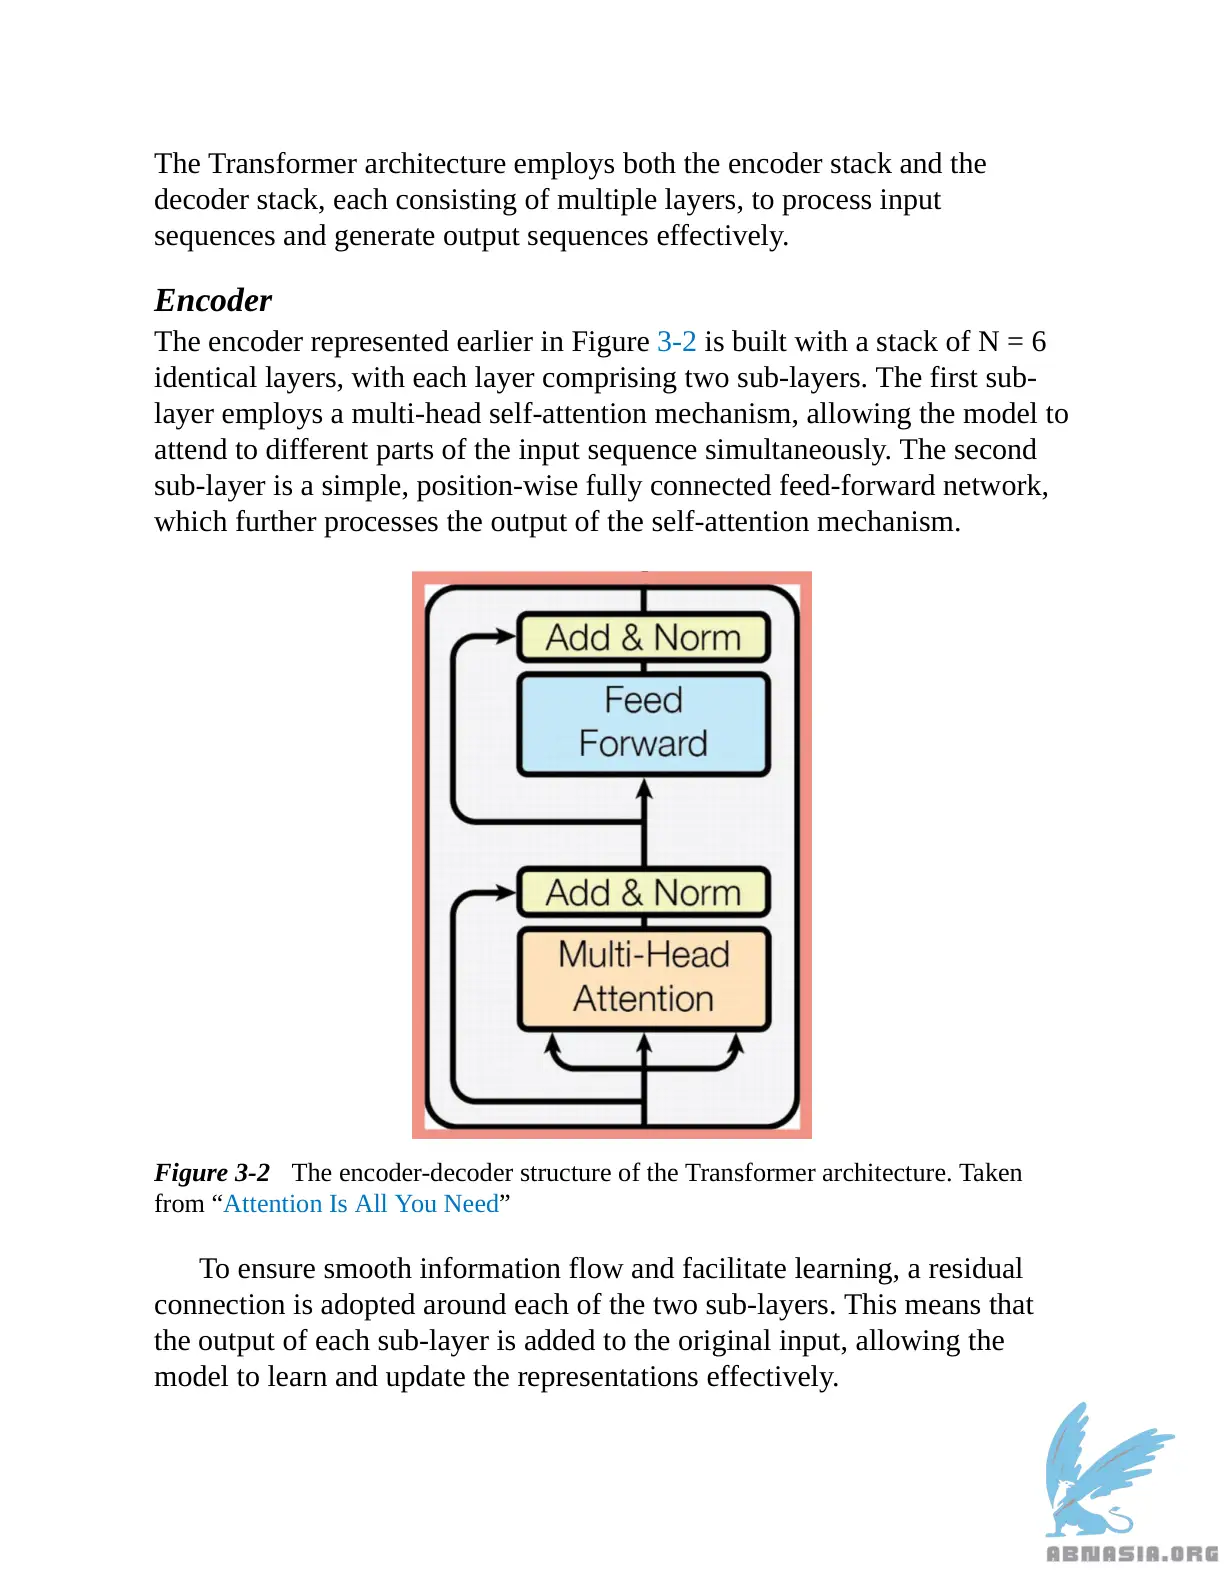 The Transformer architecture employs both the encoder stack and the
decoder stack, each consisting of multiple layers, to process input
sequences and generate output sequences effectively.
Encoder
The encoder represented earlier in Figure 3-2 is built with a stack of N = 6
identical layers, with each layer comprising two sub-layers. The first sub-
layer employs a multi-head self-attention mechanism, allowing the model to
attend to different parts of the input sequence simultaneously. The second
sub-layer is a simple, position-wise fully connected feed-forward network,
which further processes the output of the self-attention mechanism.
Add & Norm
Feed
Forward
Add & Norm
Multi-Head
Attention
Figure 3-2 The encoder-decoder structure of the Transformer architecture. Taken
from “Attention Is All You Need”
To ensure smooth information flow and facilitate learning, a residual
connection is adopted around each of the two sub-layers. This means that
the output of each sub-layer is added to the original input, allowing the
model to learn and update the representations effectively.
ABNASIA.ORG